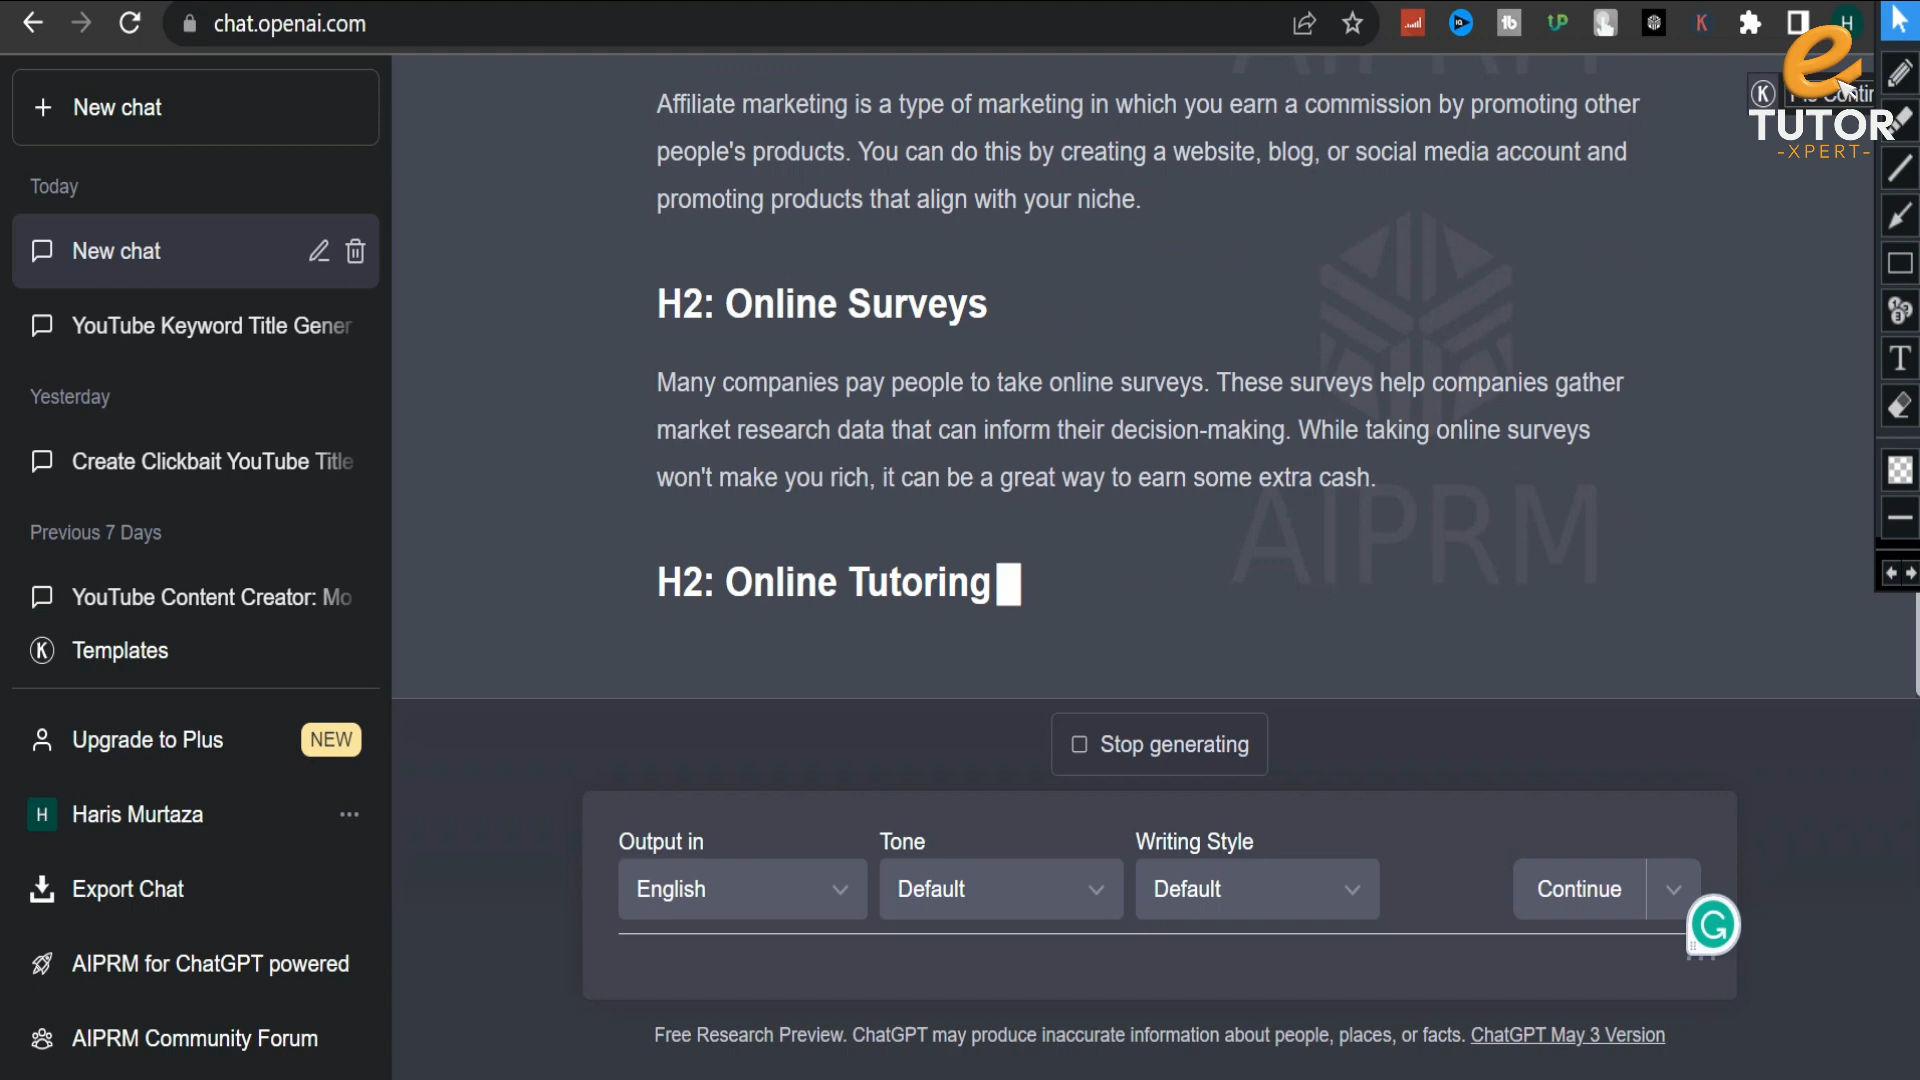 chat.openai.com
H
K
e
TUTOR
-XPERT-
+ New chat
Today
New chat
YouTube Keyword Title Gener
Yesterday
Create Clickbait YouTube Title
Previous 7 Days
YouTube Content Creator: Mo
Templates
Upgrade to Plus NEW
H Haris Murtaza
Export Chat
AIPRM for ChatGPT powered
AIPRM Community Forum
Affiliate marketing is a type of marketing in which you earn a commission by promoting other
people's products. You can do this by creating a website, blog, or social media account and
promoting products that align with your niche.
H2: Online Surveys
Many companies pay people to take online surveys. These surveys help companies gather
market research data that can inform their decision-making. While taking online surveys
won't make you rich, it can be a great way to earn some extra cash.
AIPRM
H2: Online Tutoring
Stop generating
Output in Tone Writing Style
English Default Default Continue
Free Research Preview. ChatGPT may produce inaccurate information about people, places, or facts. ChatGPT May 3 Version